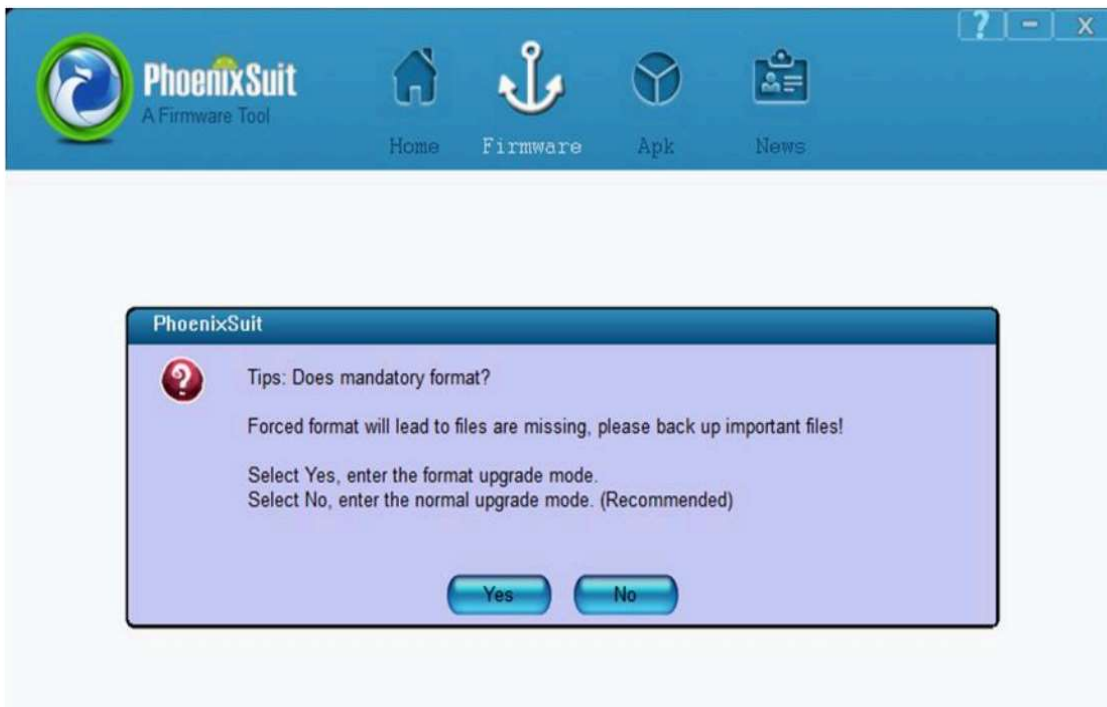 ? - X
PhoenixSuit
A Firmware Tool
Home Firmware Apk News
PhoenixSuit
Tips: Does mandatory format?
Forced format will lead to files are missing, please back up important files!
Select Yes, enter the format upgrade mode.
Select No, enter the normal upgrade mode. (Recommended)
Yes No